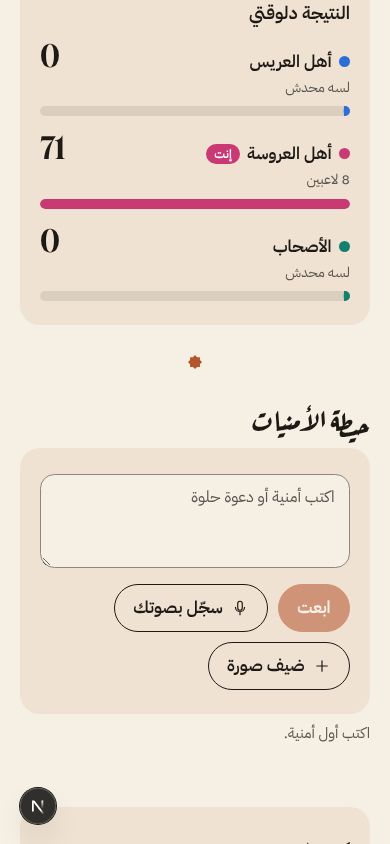 النتيجة دلوقتي
أهل العريس
0
لسه محدش
أهل العروسة إنت
71
8 لاعبين
الأصحاب
0
لسه محدش
حيطة الأمنيات
اكتب أمنية أو دعوة حلوة
ابعت
سجّل بصوتك
ضيف صورة
اكتب أول أمنية.
N